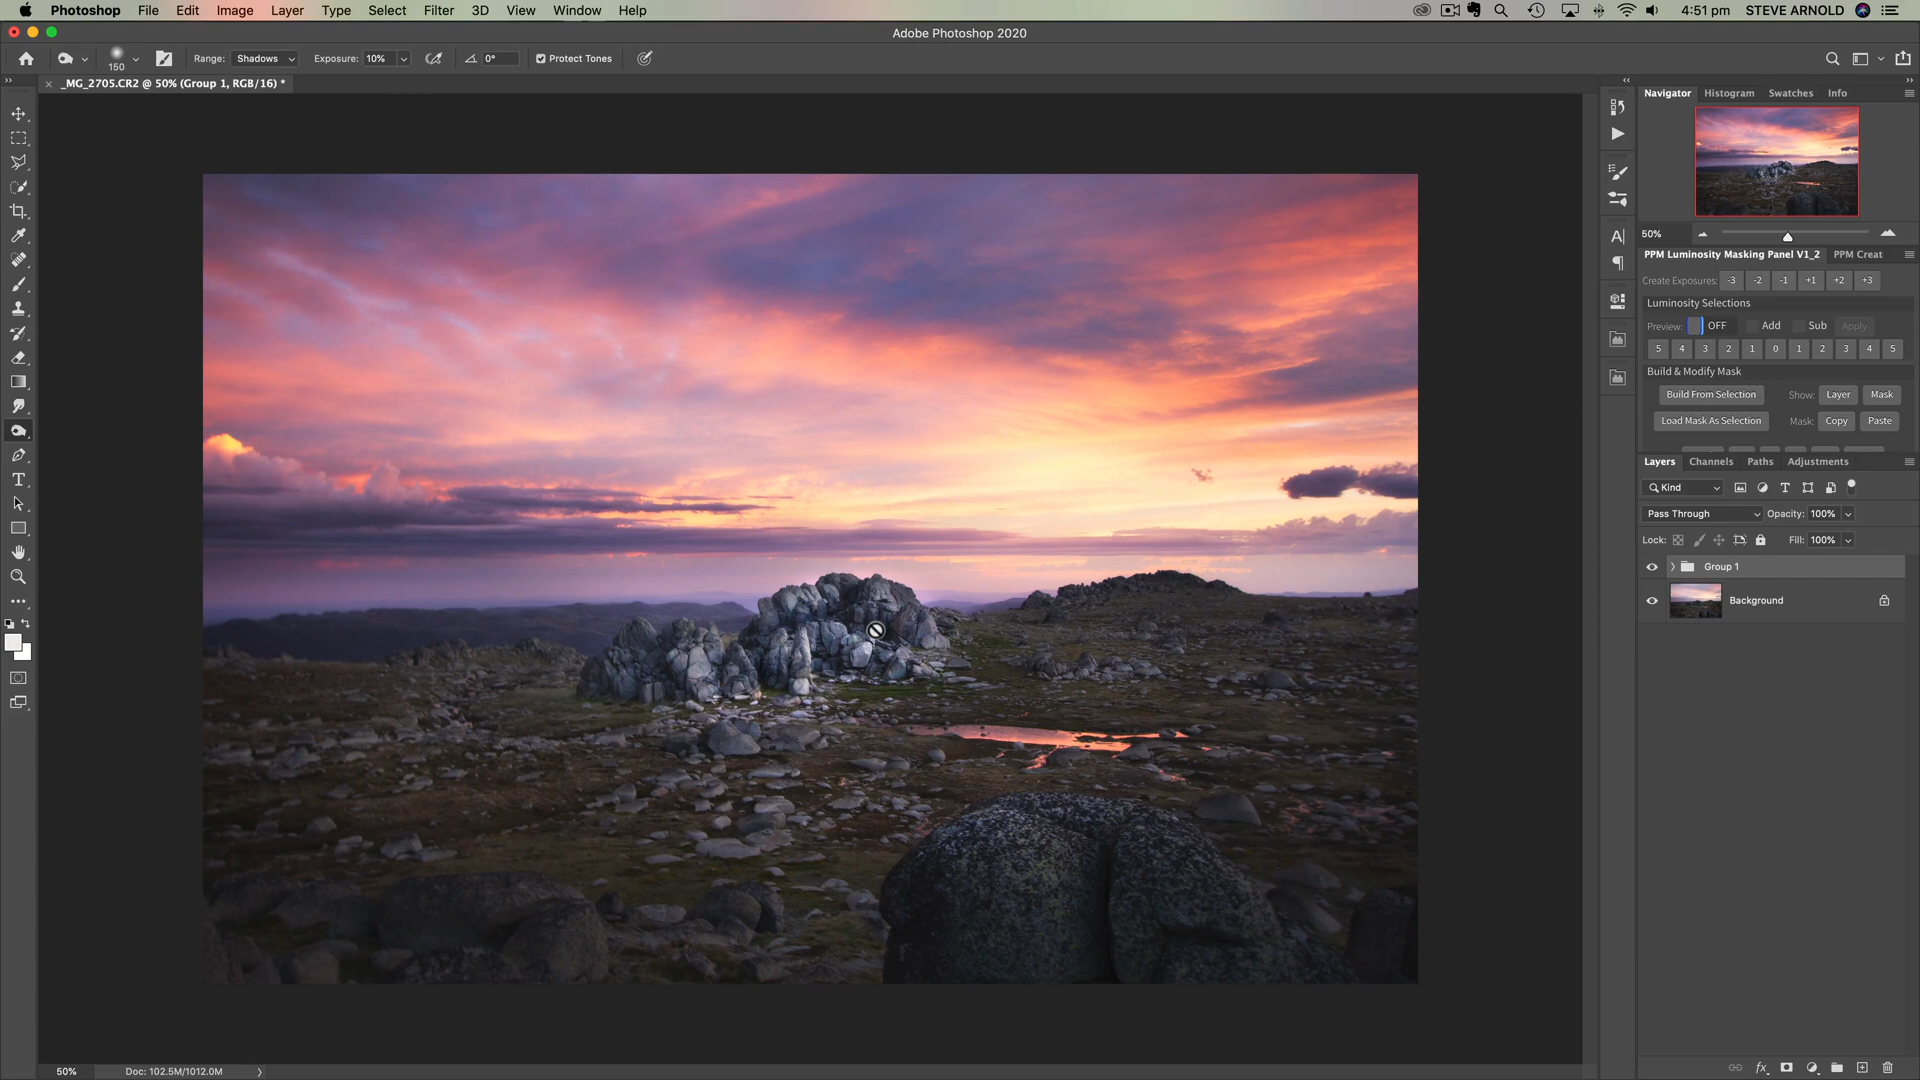 Photoshop File Edit Image Layer Type Select Filter 3D View Window Help 4:51 pm STEVE ARNOLD
Adobe Photoshop 2020
150 Range: Shadows Exposure: 10% 0° Protect Tones
× _MG_2705.CR2 @ 50% (Group 1, RGB/16) *
Navigator Histogram Swatches Info
50%
PPM Luminosity Masking Panel V1_2 PPM Creat
Create Exposures: -3 -2 -1 +1 +2 +3
Luminosity Selections
Preview: OFF Add Sub Apply
5 4 3 2 1 0 1 2 3 4 5
Build & Modify Mask
Build From Selection Show: Layer Mask
Load Mask As Selection Mask: Copy Paste
Layers Channels Paths Adjustments
Kind
Pass Through Opacity: 100%
Lock: Fill: 100%
Group 1
Background
50% Doc: 102.5M/1012.0M